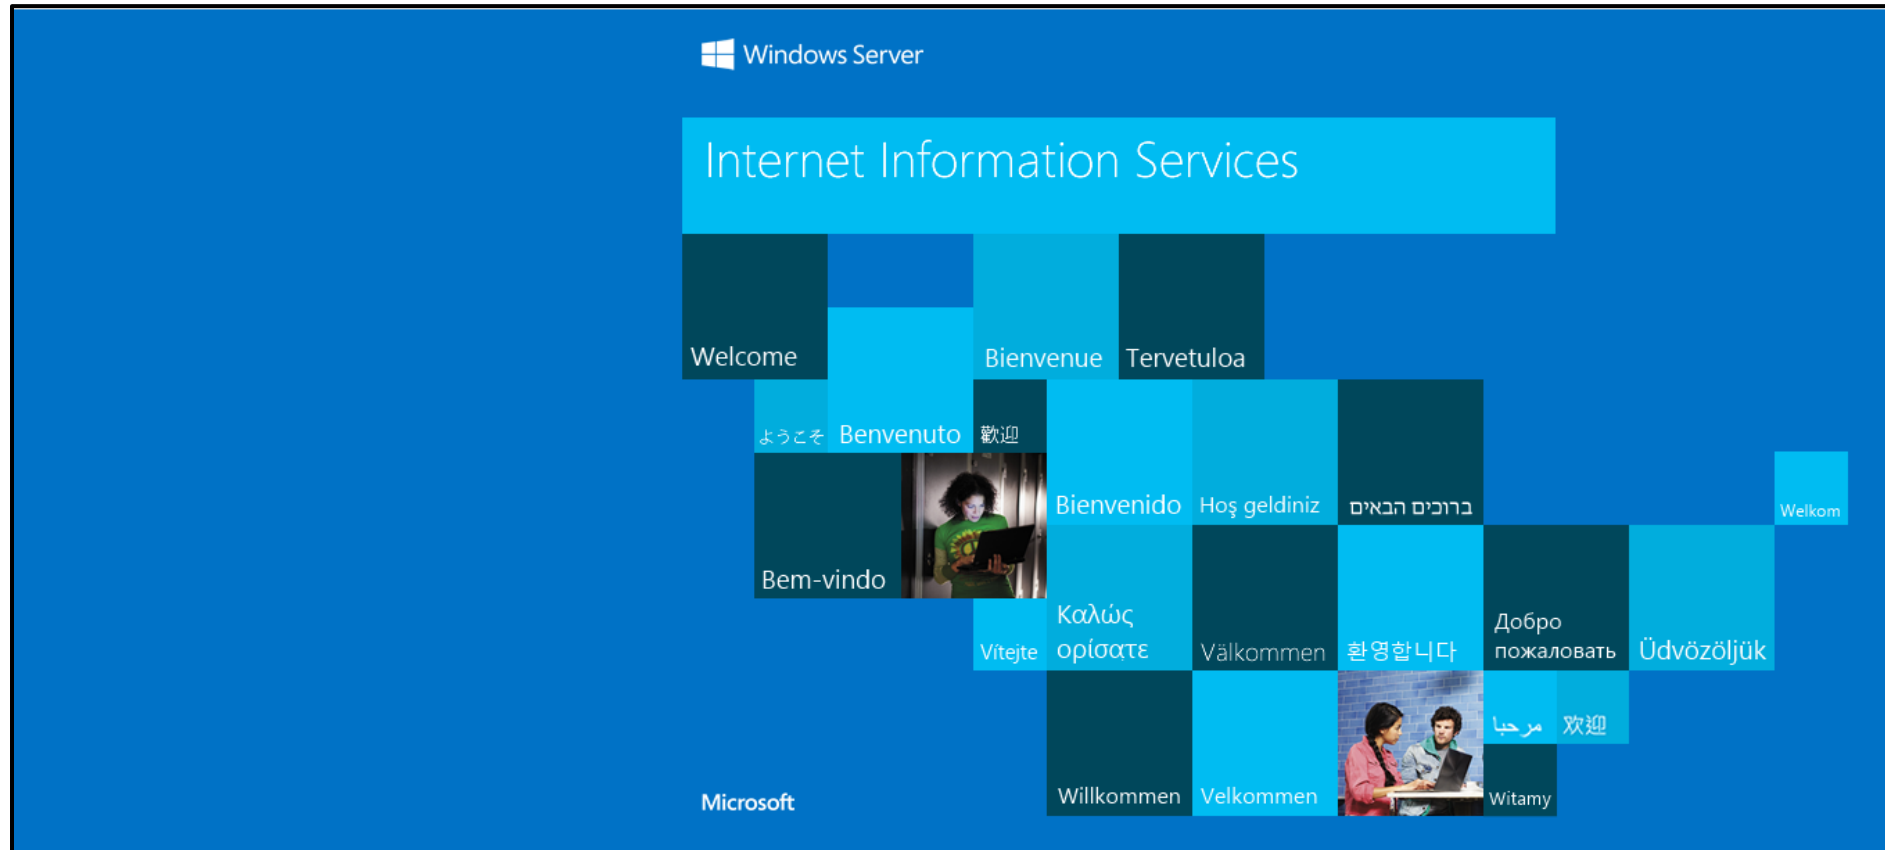 Windows Server
Internet Information Services
Welcome
Bienvenue
Tervetuloa
ようこそ
Benvenuto
歡迎
Bienvenido
Hoş geldiniz
ברוכים הבאים
Welkom
Bem-vindo
Vítejte
Καλώς
ορίσατε
Välkommen
환영합니다
Добро
пожаловать
Üdvözöljük
مرحبا
欢迎
Microsoft
Willkommen
Velkommen
Witamy